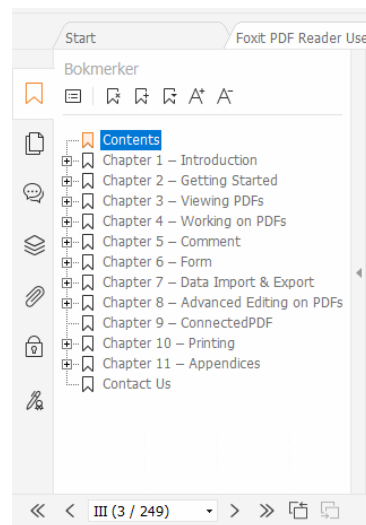 Start
Foxit PDF Reader Use
Bokmerker
Contents
Chapter 1 – Introduction
Chapter 2 – Getting Started
Chapter 3 – Viewing PDFs
Chapter 4 – Working on PDFs
Chapter 5 – Comment
Chapter 6 – Form
Chapter 7 – Data Import & Export
Chapter 8 – Advanced Editing on PDFs
Chapter 9 – ConnectedPDF
Chapter 10 – Printing
Chapter 11 – Appendices
Contact Us
III (3 / 249)